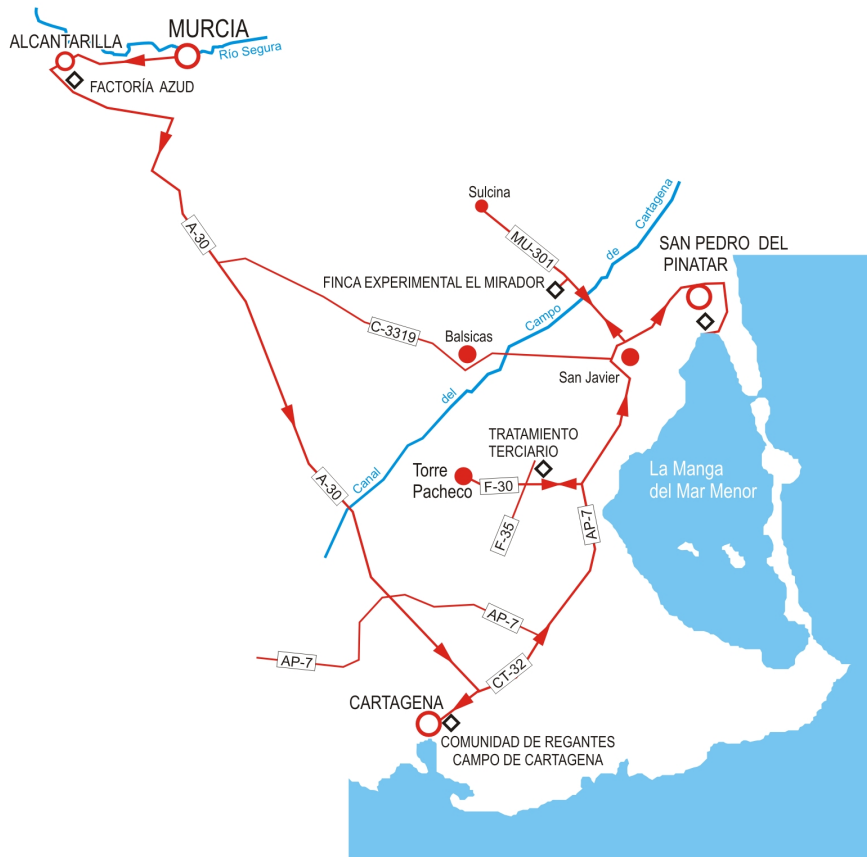 ALCANTARILLA
MURCIA
Río Segura
FACTORÍA AZUD
A-30
Sulcina
MU-301
de
Cartagena
SAN PEDRO DEL
PINATAR
FINCA EXPERIMENTAL EL MIRADOR
Campo
C-3319
Balsicas
San Javier
del
Canal
A-30
TRATAMIENTO
TERCIARIO
Torre
Pacheco
F-30
F-35
AP-7
La Manga
del Mar Menor
AP-7
AP-7
CT-32
CARTAGENA
COMUNIDAD DE REGANTES
CAMPO DE CARTAGENA